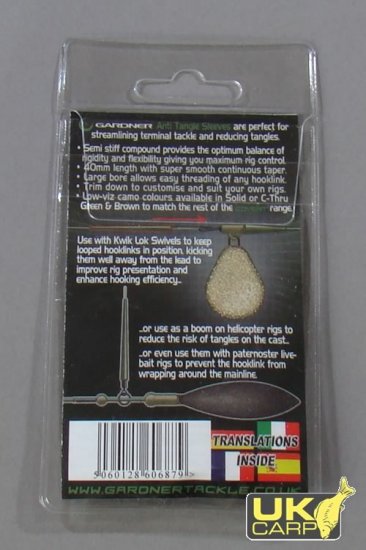 GARDNER Anti Tangle Sleeves are perfect for
streamlining terminal tackle and reducing tangles.
• Semi stiff compound provides the optimum balance of
rigidity and flexibility giving you maximum rig control.
• 40mm length with super smooth continuous taper.
• Large bore allows easy threading of any hooklink.
• Trim down to customise and suit your own rigs.
• Low-viz camo colours available in Solid or C-Thru
Green & Brown to match the rest of the COVERT range.
Use with Kwik Lok Swivels to keep
looped hooklinks in position, kicking
them well away from the lead to
improve rig presentation and
enhance hooking efficiency..
..or use as a boom on helicopter rigs to
reduce the risk of tangles on the cast..
..or even use them with paternoster live-
bait rigs to prevent the hooklink from
wrapping around the mainline.
TRANSLATIONS
INSIDE
5060128 606879 >
WWW.GARDNERTACKLE.CO.UK
UK
CARP